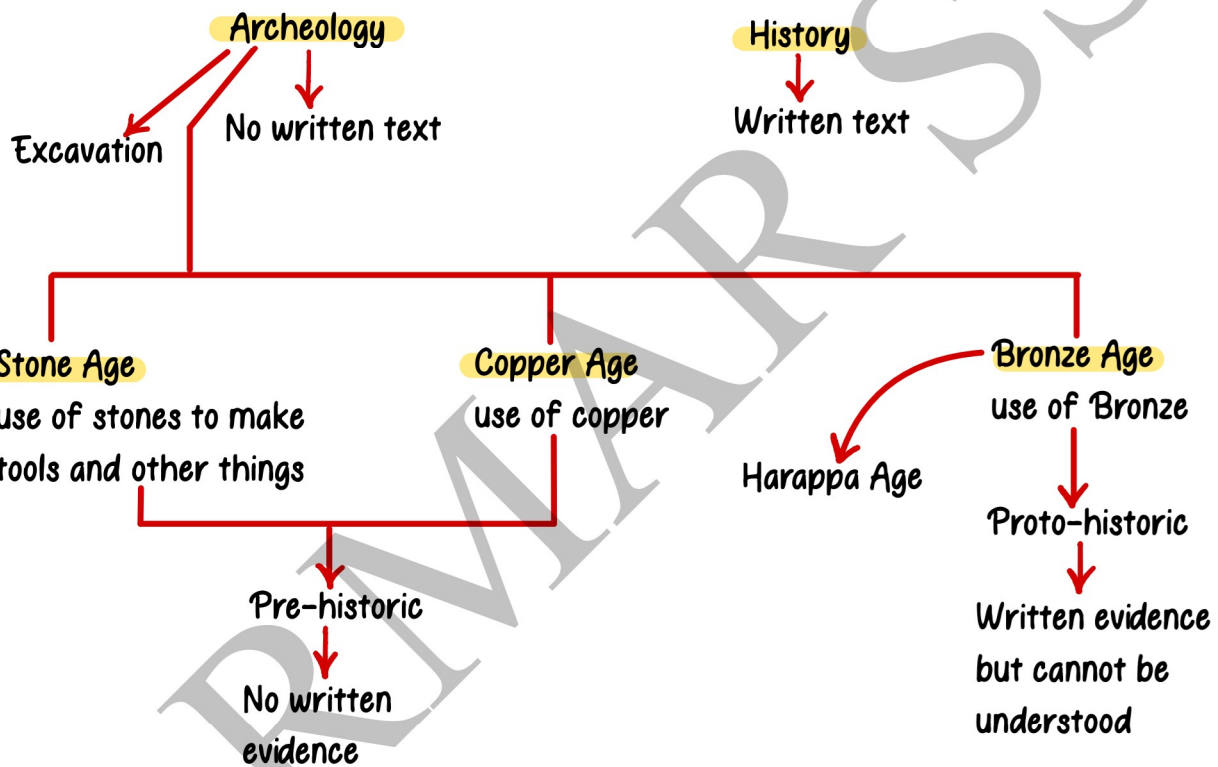 Archeology
History
No written text
Written text
Excavation
Stone Age
use of stones to make
tools and other things
Copper Age
use of copper
Bronze Age
use of Bronze
Harappa Age
Proto-historic
Written evidence
but cannot be
understood
Pre-historic
No written
evidence
RMAR S